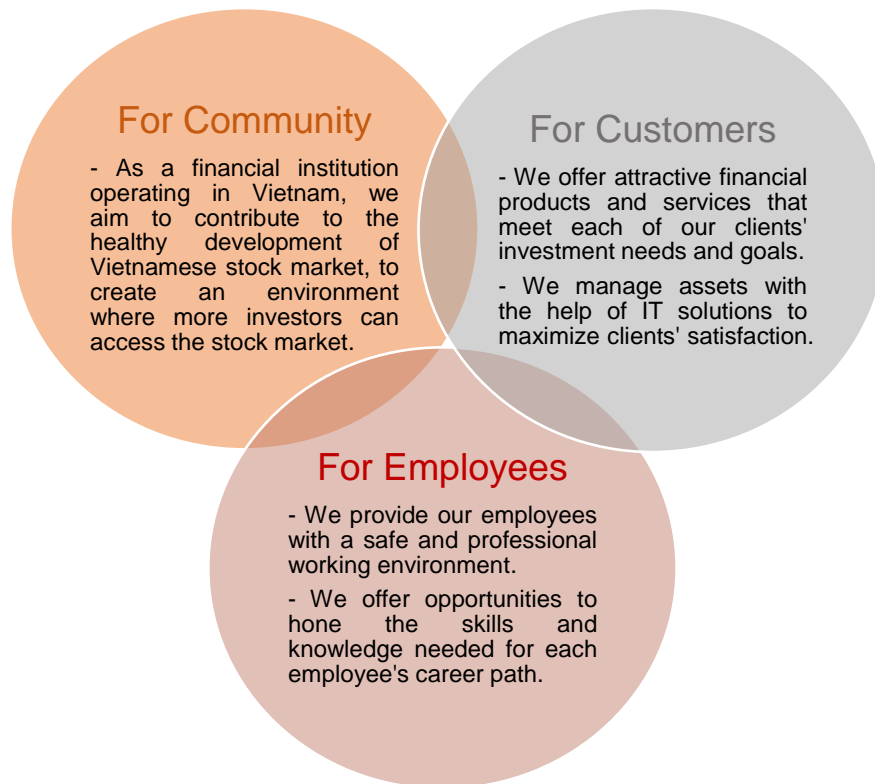 For Community
- As a financial institution
operating in Vietnam, we
aim to contribute to the
healthy development of
Vietnamese stock market, to
create an environment
where more investors can
access the stock market.
For Customers
- We offer attractive financial
products and services that
meet each of our clients'
investment needs and goals.
- We manage assets with
the help of IT solutions to
maximize clients' satisfaction.
For Employees
- We provide our employees
with a safe and professional
working environment.
- We offer opportunities to
hone the skills and
knowledge needed for each
employee's career path.